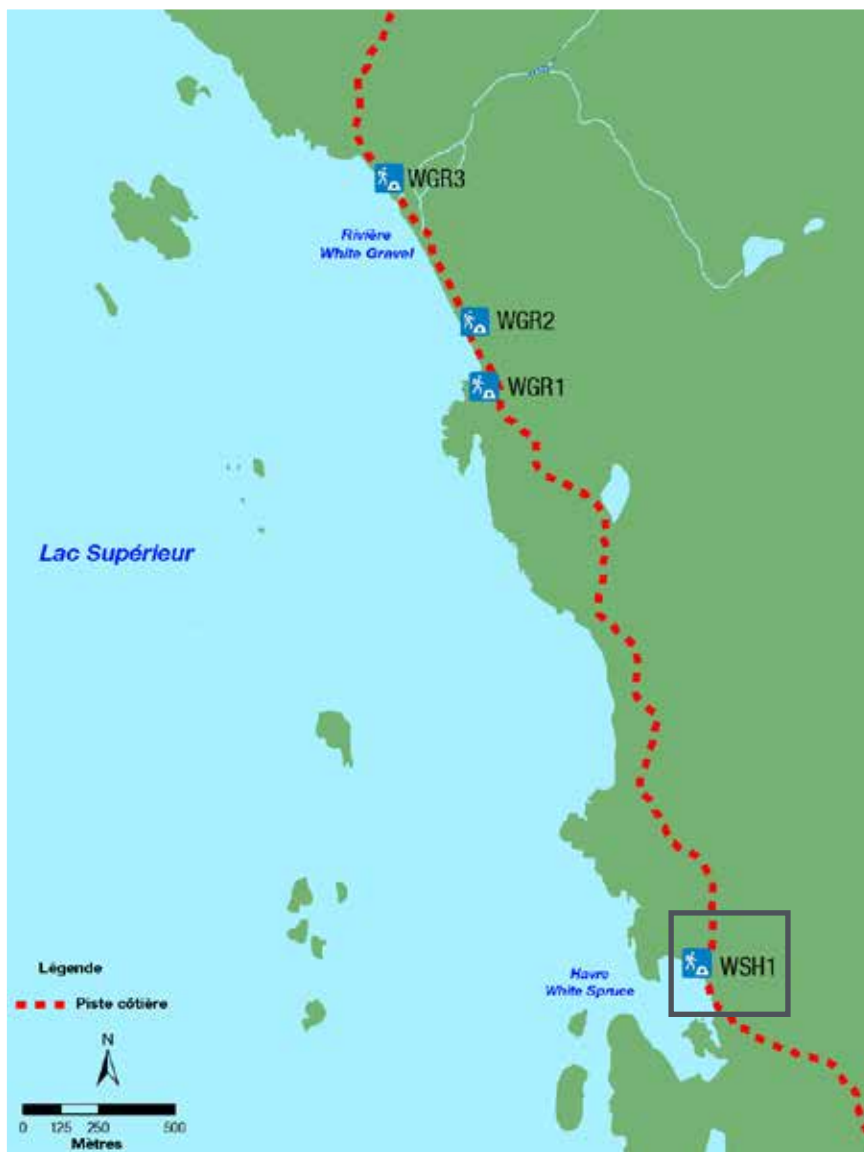 WGR3
Rivière
White Gravel
WGR2
WGR1
Lac Supérieur
WSH1
Havre
White Spruce
Légende
Piste côtière
N
0 125 250 500
Mètres